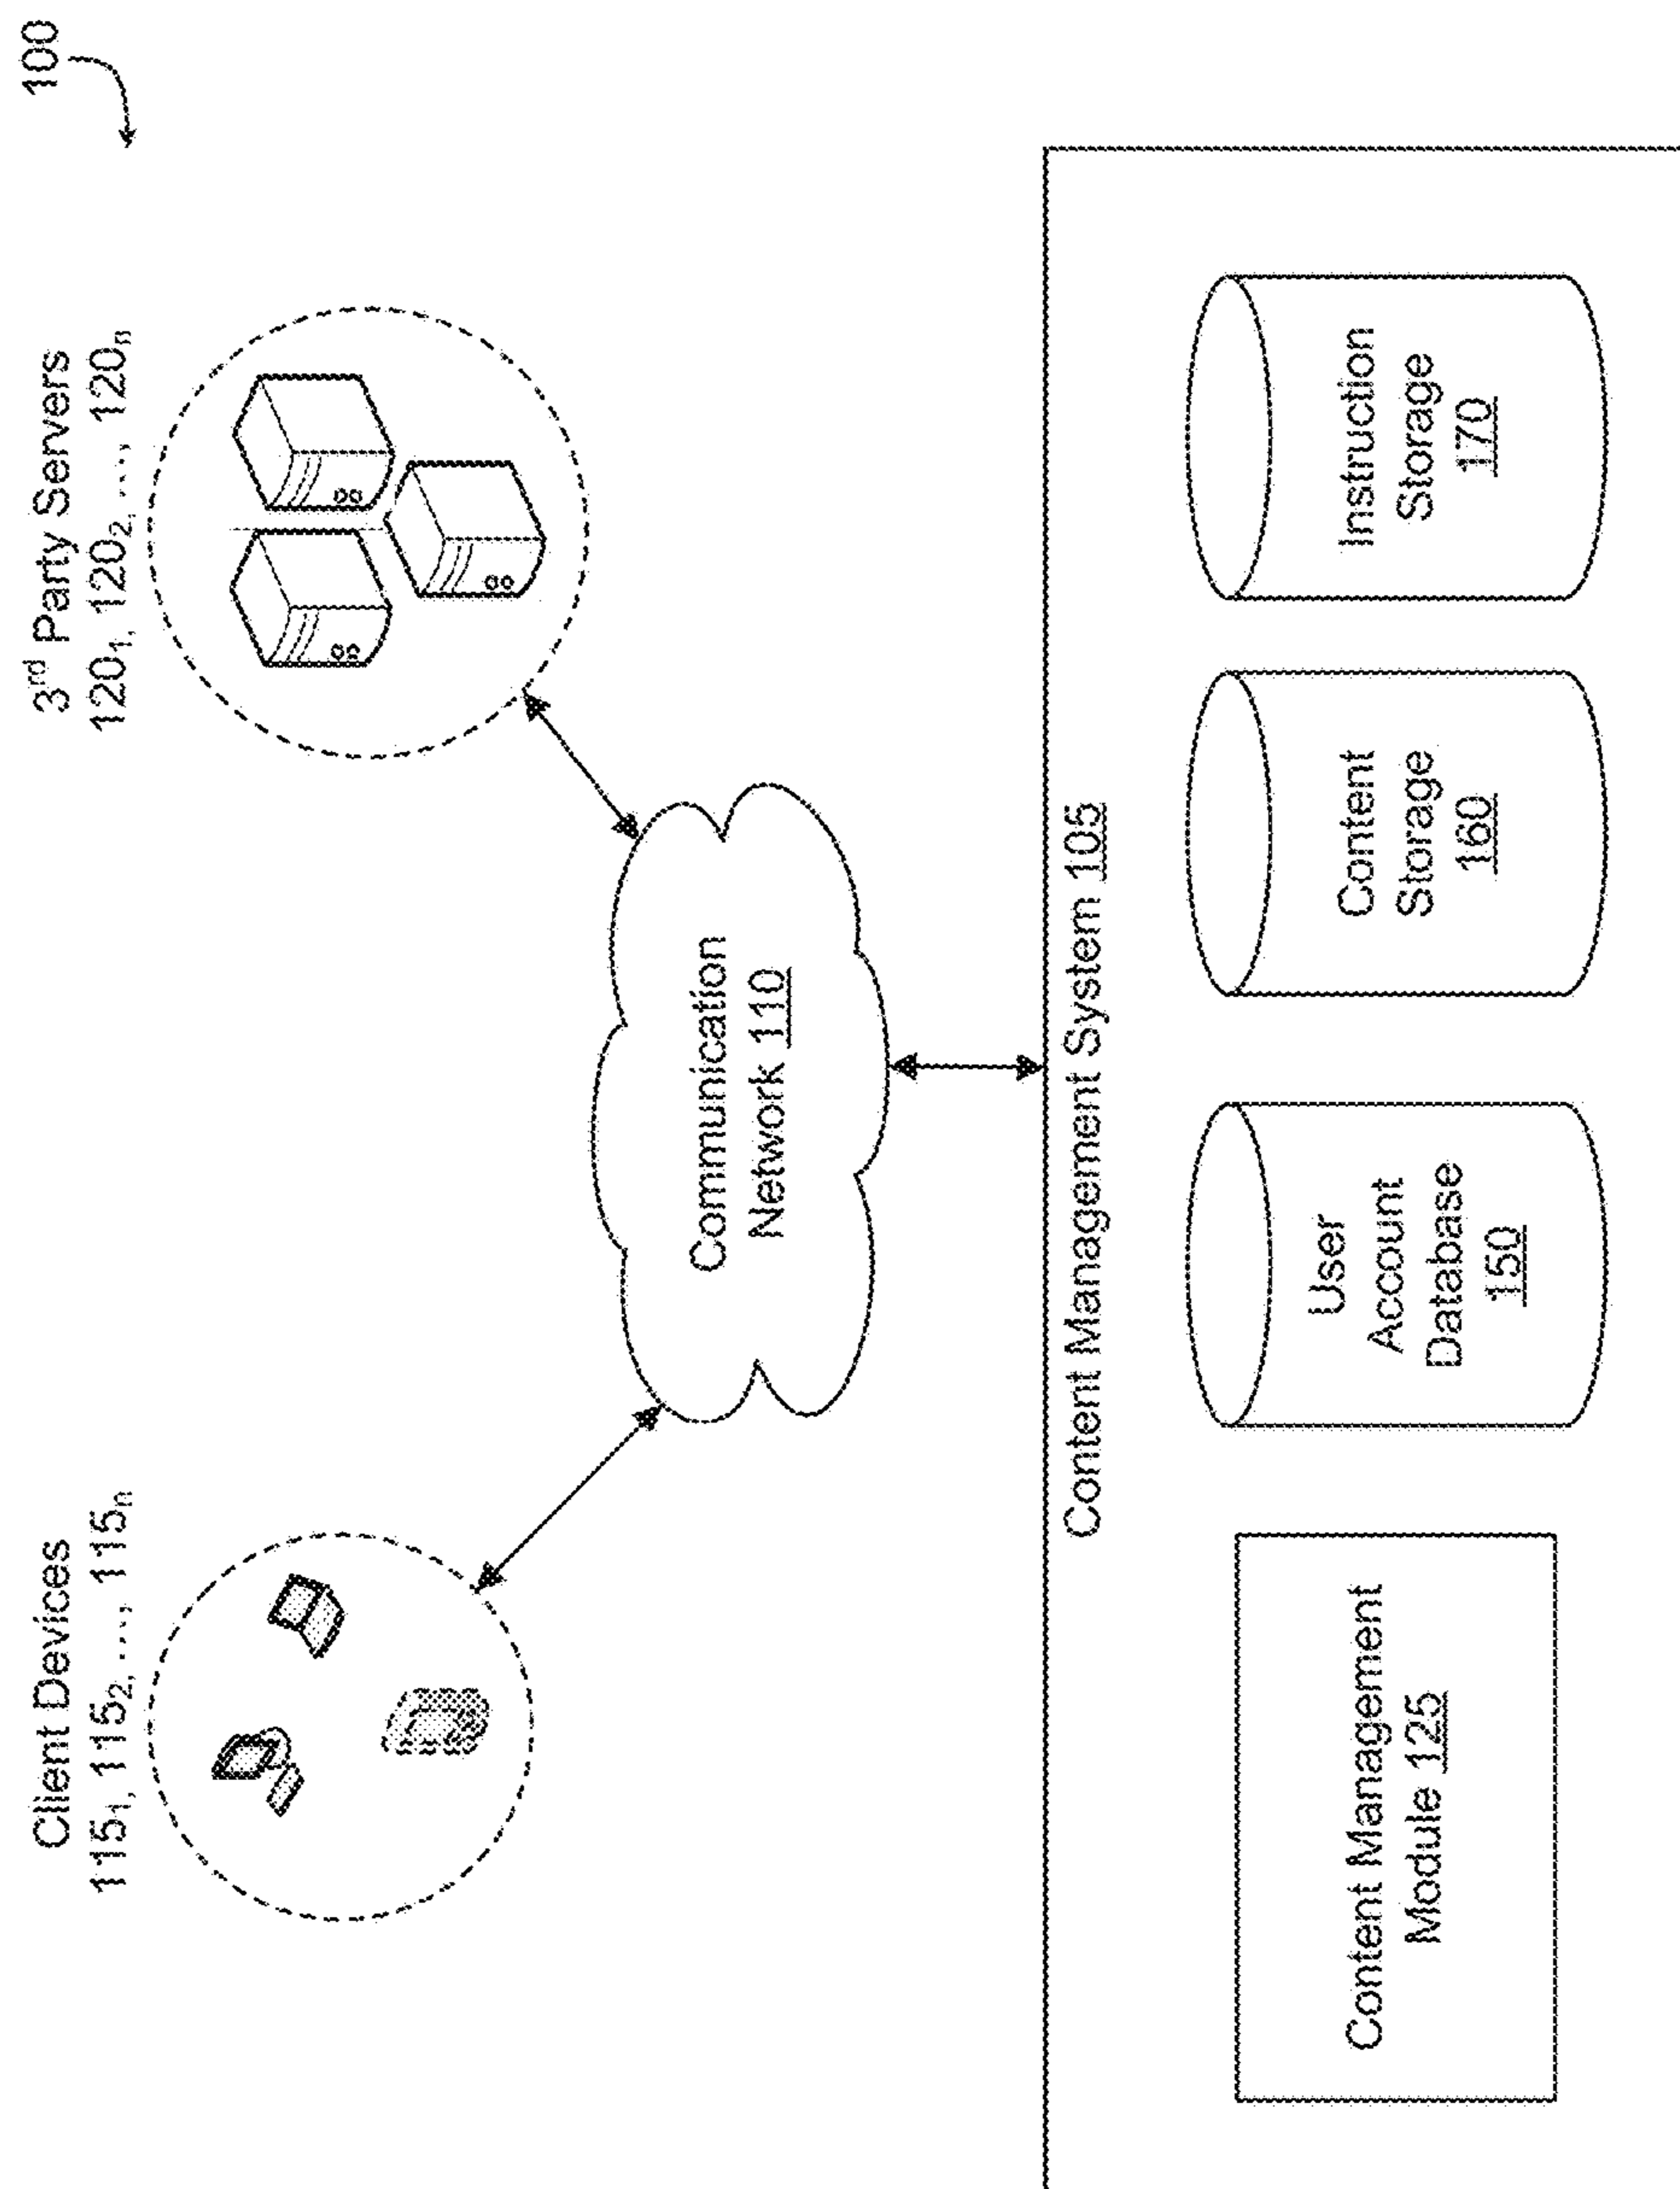 100
Client Devices
115₁, 115₂, ..., 115ₙ
3ʳᵈ Party Servers
120₁, 120₂, ..., 120ₙ
Communication
Network 110
Content Management System 105
Content Management
Module 125
User
Account
Database
150
Content
Storage
160
Instruction
Storage
170